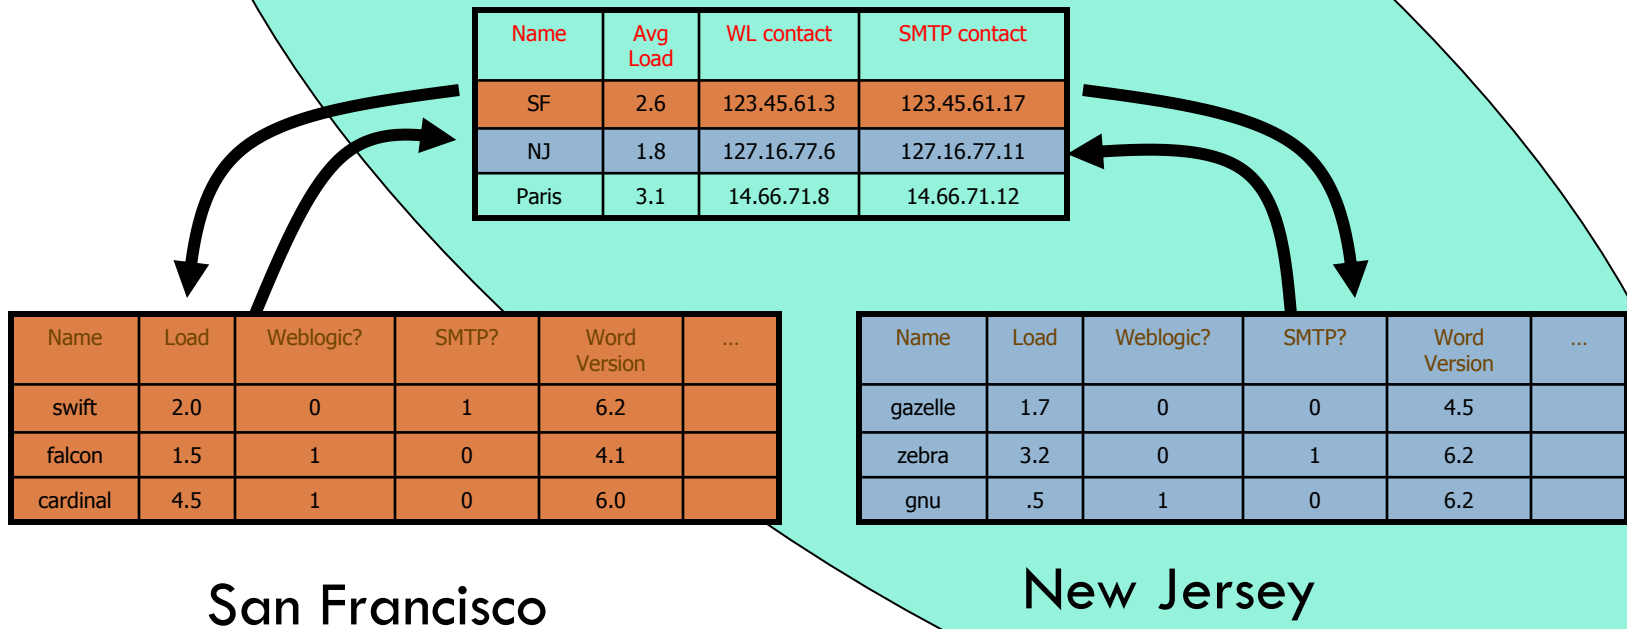 Name Avg Load WL contact SMTP contact
SF 2.6 123.45.61.3 123.45.61.17
NJ 1.8 127.16.77.6 127.16.77.11
Paris 3.1 14.66.71.8 14.66.71.12
Name Load Weblogic? SMTP? Word Version …
swift 2.0 0 1 6.2
falcon 1.5 1 0 4.1
cardinal 4.5 1 0 6.0
Name Load Weblogic? SMTP? Word Version …
gazelle 1.7 0 0 4.5
zebra 3.2 0 1 6.2
gnu .5 1 0 6.2
San Francisco
New Jersey